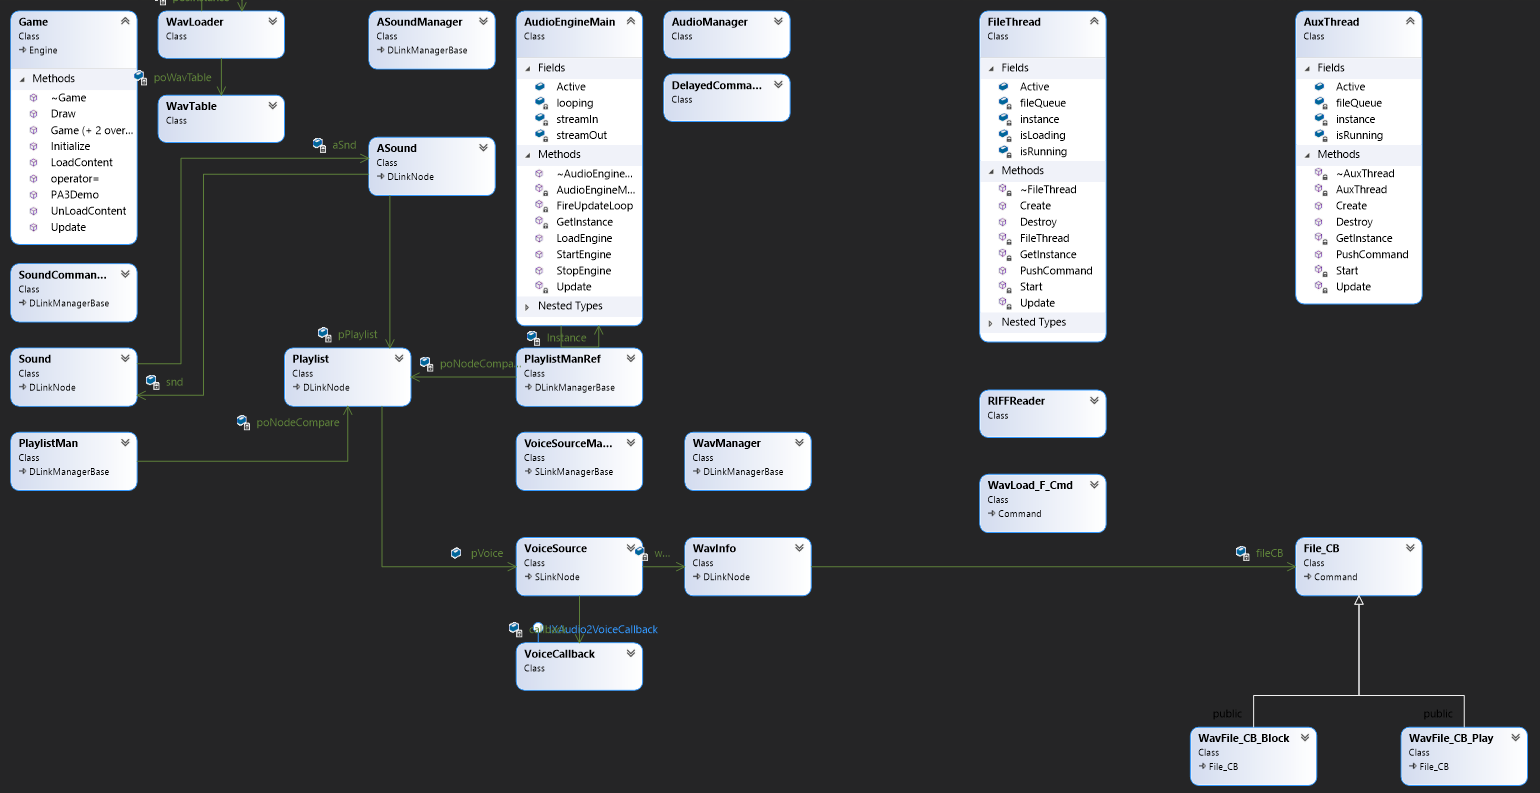 Game
Class
Engine
Methods
~Game
Draw
Game (+ 2 over...
Initialize
LoadContent
operator=
PA3Demo
UnLoadContent
Update
WavLoader
Class
poWavTable
WavTable
Class
ASoundManager
Class
DLinkManagerBase
aSnd
ASound
Class
DLinkNode
AudioEngineMain
Class
Fields
Active
looping
streamIn
streamOut
Methods
~AudioEngine...
AudioEngineM...
FireUpdateLoop
GetInstance
LoadEngine
StartEngine
StopEngine
Update
Nested Types
AudioManager
Class
DelayedComma...
Class
FileThread
Class
Fields
Active
fileQueue
instance
isLoading
isRunning
Methods
~FileThread
Create
Destroy
FileThread
GetInstance
PushCommand
Start
Update
Nested Types
AuxThread
Class
Fields
Active
fileQueue
instance
isRunning
Methods
~AuxThread
AuxThread
Create
Destroy
GetInstance
PushCommand
Start
Update
SoundComman...
Class
DLinkManagerBase
Sound
Class
DLinkNode
snd
pPlaylist
Playlist
Class
DLinkNode
poNodeCompa...
Instance
PlaylistManRef
Class
DLinkManagerBase
poNodeCompare
PlaylistMan
Class
DLinkManagerBase
VoiceSourceMa...
Class
SLinkManagerBase
WavManager
Class
DLinkManagerBase
RIFFReader
Class
WavLoad_F_Cmd
Class
Command
pVoice
VoiceSource
Class
SLinkNode
w...
WavInfo
Class
DLinkNode
fileCB
File_CB
Class
Command
IXAudio2VoiceCallback
VoiceCallback
Class
public
public
WavFile_CB_Block
Class
File_CB
WavFile_CB_Play
Class
File_CB